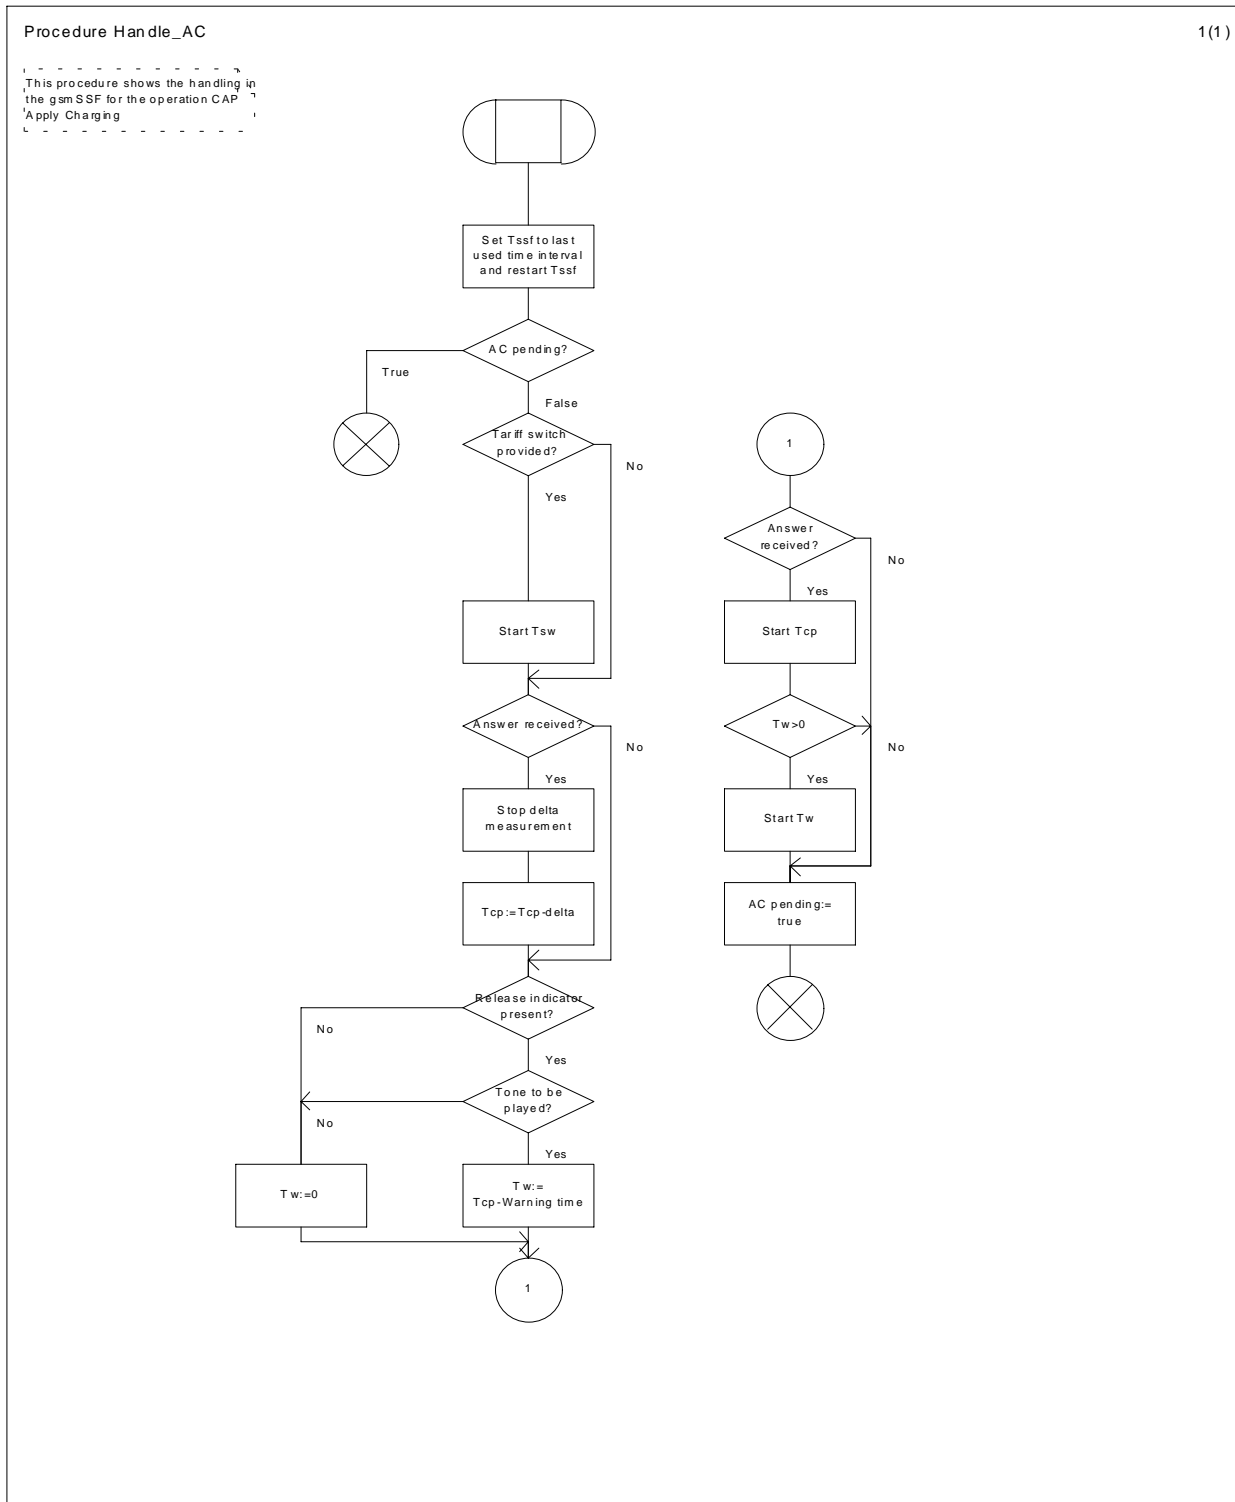 Procedure Handle_AC
1(1)
This procedure shows the handling in
the gsmSSF for the operation CAP
Apply Charging
Set Tssf to last
used time interval
and restart Tssf
AC pending?
True
False
Tariff switch
provided?
No
Yes
Start Tsw
Answer received?
No
Yes
Stop delta
measurement
Tcp:=Tcp-delta
Release indicator
present?
No
Yes
Tone to be
played?
No
Yes
Tw:=0
Tw:=
Tcp-Warning time
1
1
Answer
received?
No
Yes
Start Tcp
Tw>0
No
Yes
Start Tw
AC pending:=
true